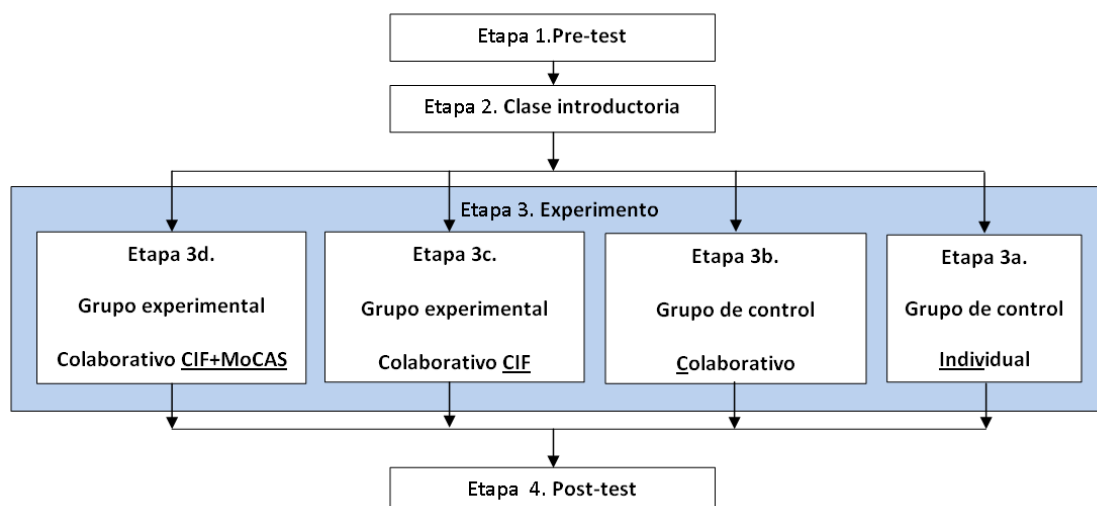 Etapa 1.Pre-test
Etapa 2. Clase introductoria
Etapa 3. Experimento
Etapa 3d.
Grupo experimental
Colaborativo CIF+MoCAS
Etapa 3c.
Grupo experimental
Colaborativo CIF
Etapa 3b.
Grupo de control
Colaborativo
Etapa 3a.
Grupo de control
Individual
Etapa 4. Post-test